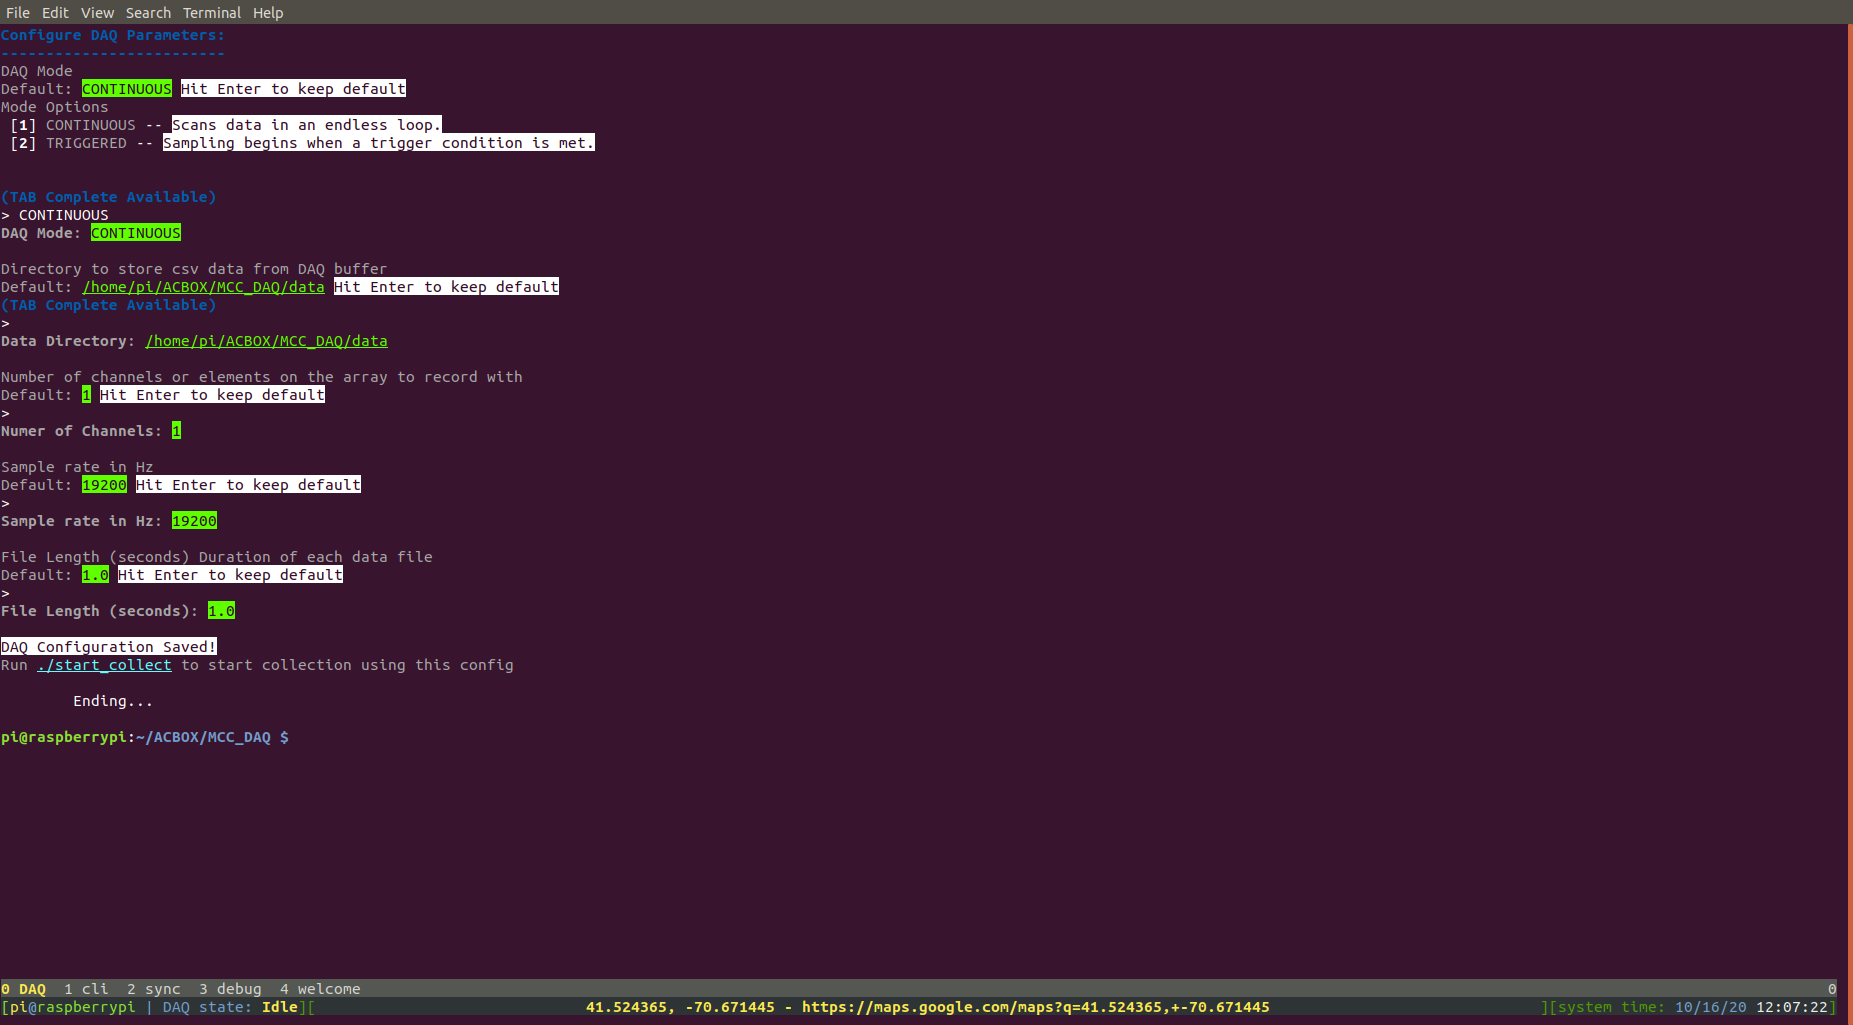 File Edit View Search Terminal Help
Configure DAQ Parameters:
-------------------------
DAQ Mode
Default: CONTINUOUS Hit Enter to keep default
Mode Options
[1] CONTINUOUS -- Scans data in an endless loop.
[2] TRIGGERED -- Sampling begins when a trigger condition is met.
(TAB Complete Available)
> CONTINUOUS
DAQ Mode: CONTINUOUS
Directory to store csv data from DAQ buffer
Default: /home/pi/ACBOX/MCC_DAQ/data Hit Enter to keep default
(TAB Complete Available)
>
Data Directory: /home/pi/ACBOX/MCC_DAQ/data
Number of channels or elements on the array to record with
Default: 1 Hit Enter to keep default
>
Numer of Channels: 1
Sample rate in Hz
Default: 19200 Hit Enter to keep default
>
Sample rate in Hz: 19200
File Length (seconds) Duration of each data file
Default: 1.0 Hit Enter to keep default
>
File Length (seconds): 1.0
DAQ Configuration Saved!
Run ./start_collect to start collection using this config
Ending...
pi@raspberrypi:~/ACBOX/MCC_DAQ $
0 DAQ 1 cli 2 sync 3 debug 4 welcome 0
[pi@raspberrypi | DAQ state: Idle][ 41.524365, -70.671445 - https://maps.google.com/maps?q=41.524365,+-70.671445 ][system time: 10/16/20 12:07:22]